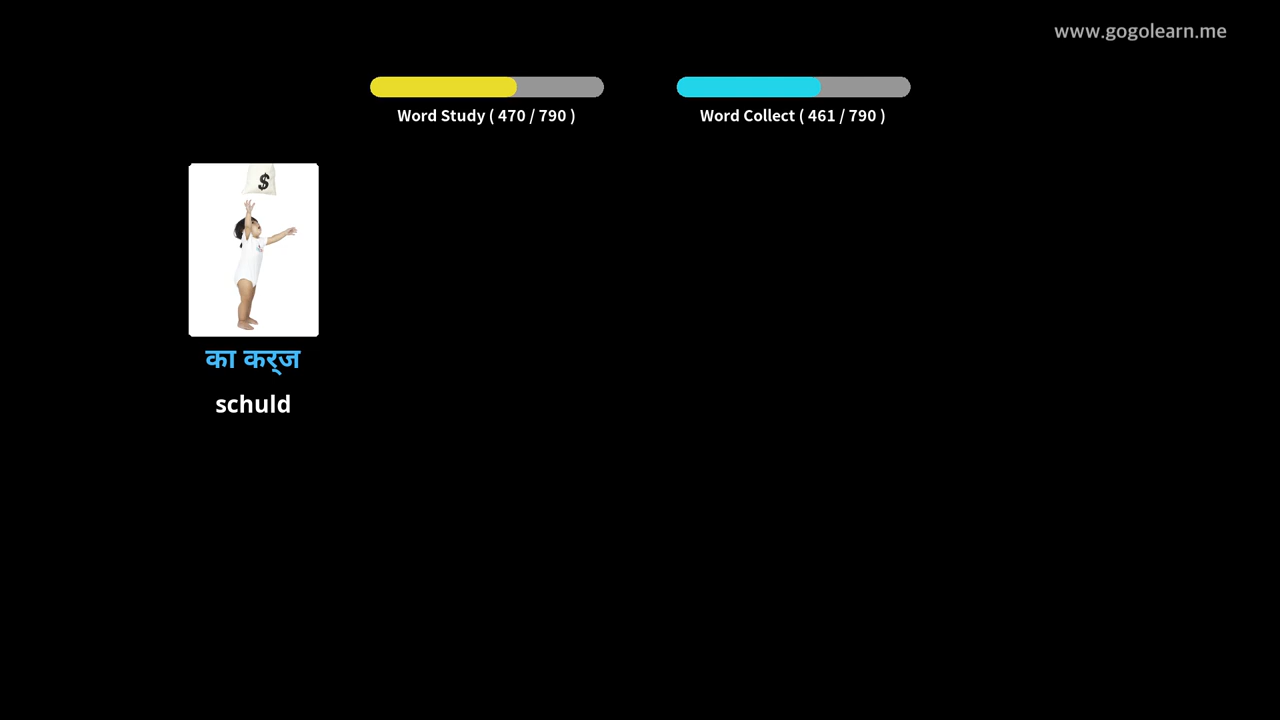 www.gogolearn.me
Word Study ( 470 / 790 )
Word Collect ( 461 / 790 )
$
का कर्ज
schuld